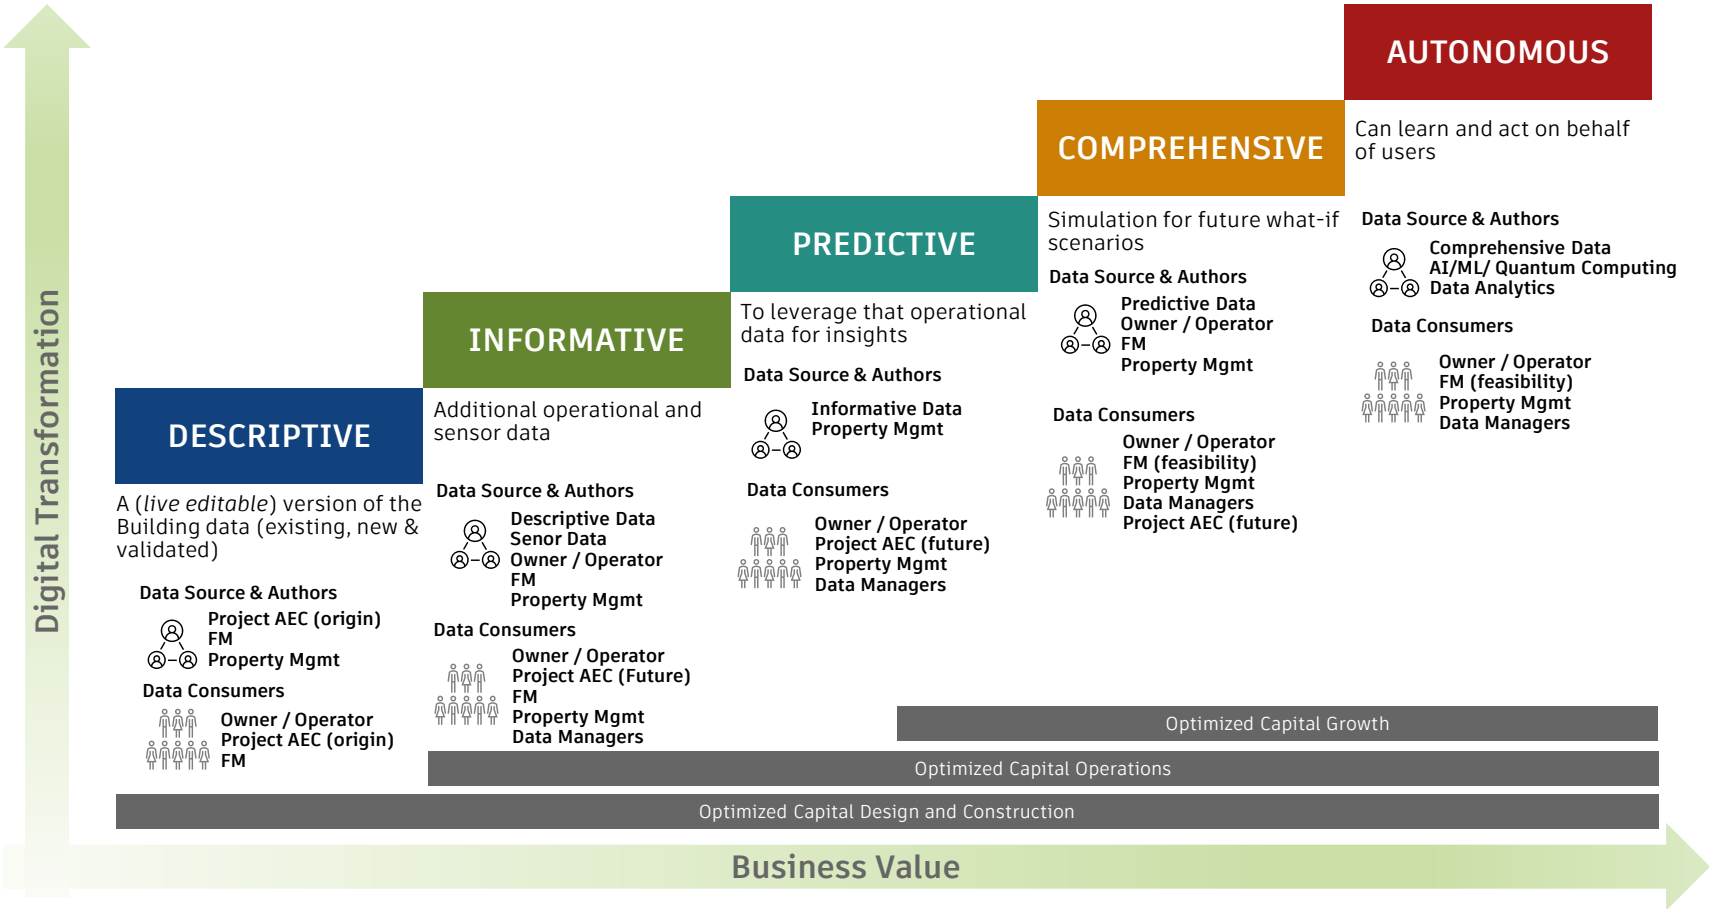 Digital Transformation
DESCRIPTIVE
A (live editable) version of the
Building data (existing, new &
validated)
Data Source & Authors
Project AEC (origin)
FM
Property Mgmt
Data Consumers
Owner / Operator
Project AEC (origin)
FM
INFORMATIVE
Additional operational and
sensor data
Data Source & Authors
Descriptive Data
Senor Data
Owner / Operator
FM
Property Mgmt
Data Consumers
Owner / Operator
Project AEC (Future)
FM
Property Mgmt
Data Managers
PREDICTIVE
To leverage that operational
data for insights
Data Source & Authors
Informative Data
Property Mgmt
Data Consumers
Owner / Operator
Project AEC (future)
Property Mgmt
Data Managers
COMPREHENSIVE
Simulation for future what-if
scenarios
Data Source & Authors
Predictive Data
Owner / Operator
FM
Property Mgmt
Data Consumers
Owner / Operator
FM (feasibility)
Property Mgmt
Data Managers
Project AEC (future)
AUTONOMOUS
Can learn and act on behalf
of users
Data Source & Authors
Comprehensive Data
AI/ML/ Quantum Computing
Data Analytics
Data Consumers
Owner / Operator
FM (feasibility)
Property Mgmt
Data Managers
Optimized Capital Growth
Optimized Capital Operations
Optimized Capital Design and Construction
Business Value